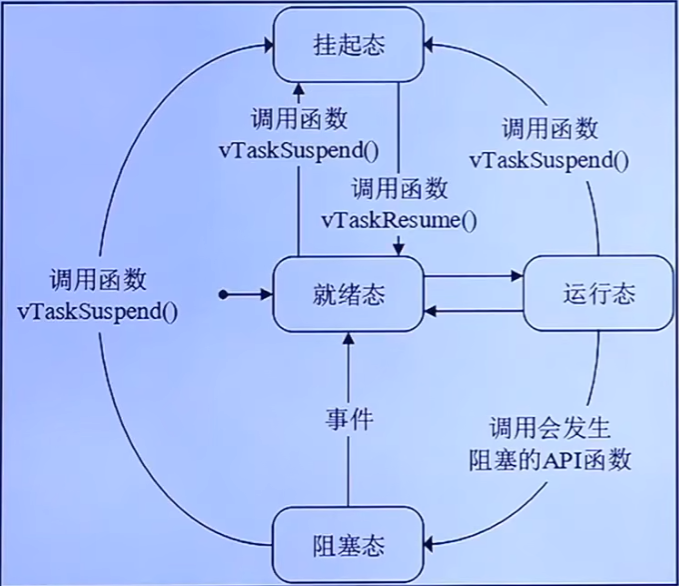 挂起态
调用函数
vTaskSuspend()
调用函数
vTaskSuspend()
调用函数
vTaskResume()
调用函数
vTaskSuspend()
就绪态
运行态
事件
调用会发生
阻塞的API函数
阻塞态